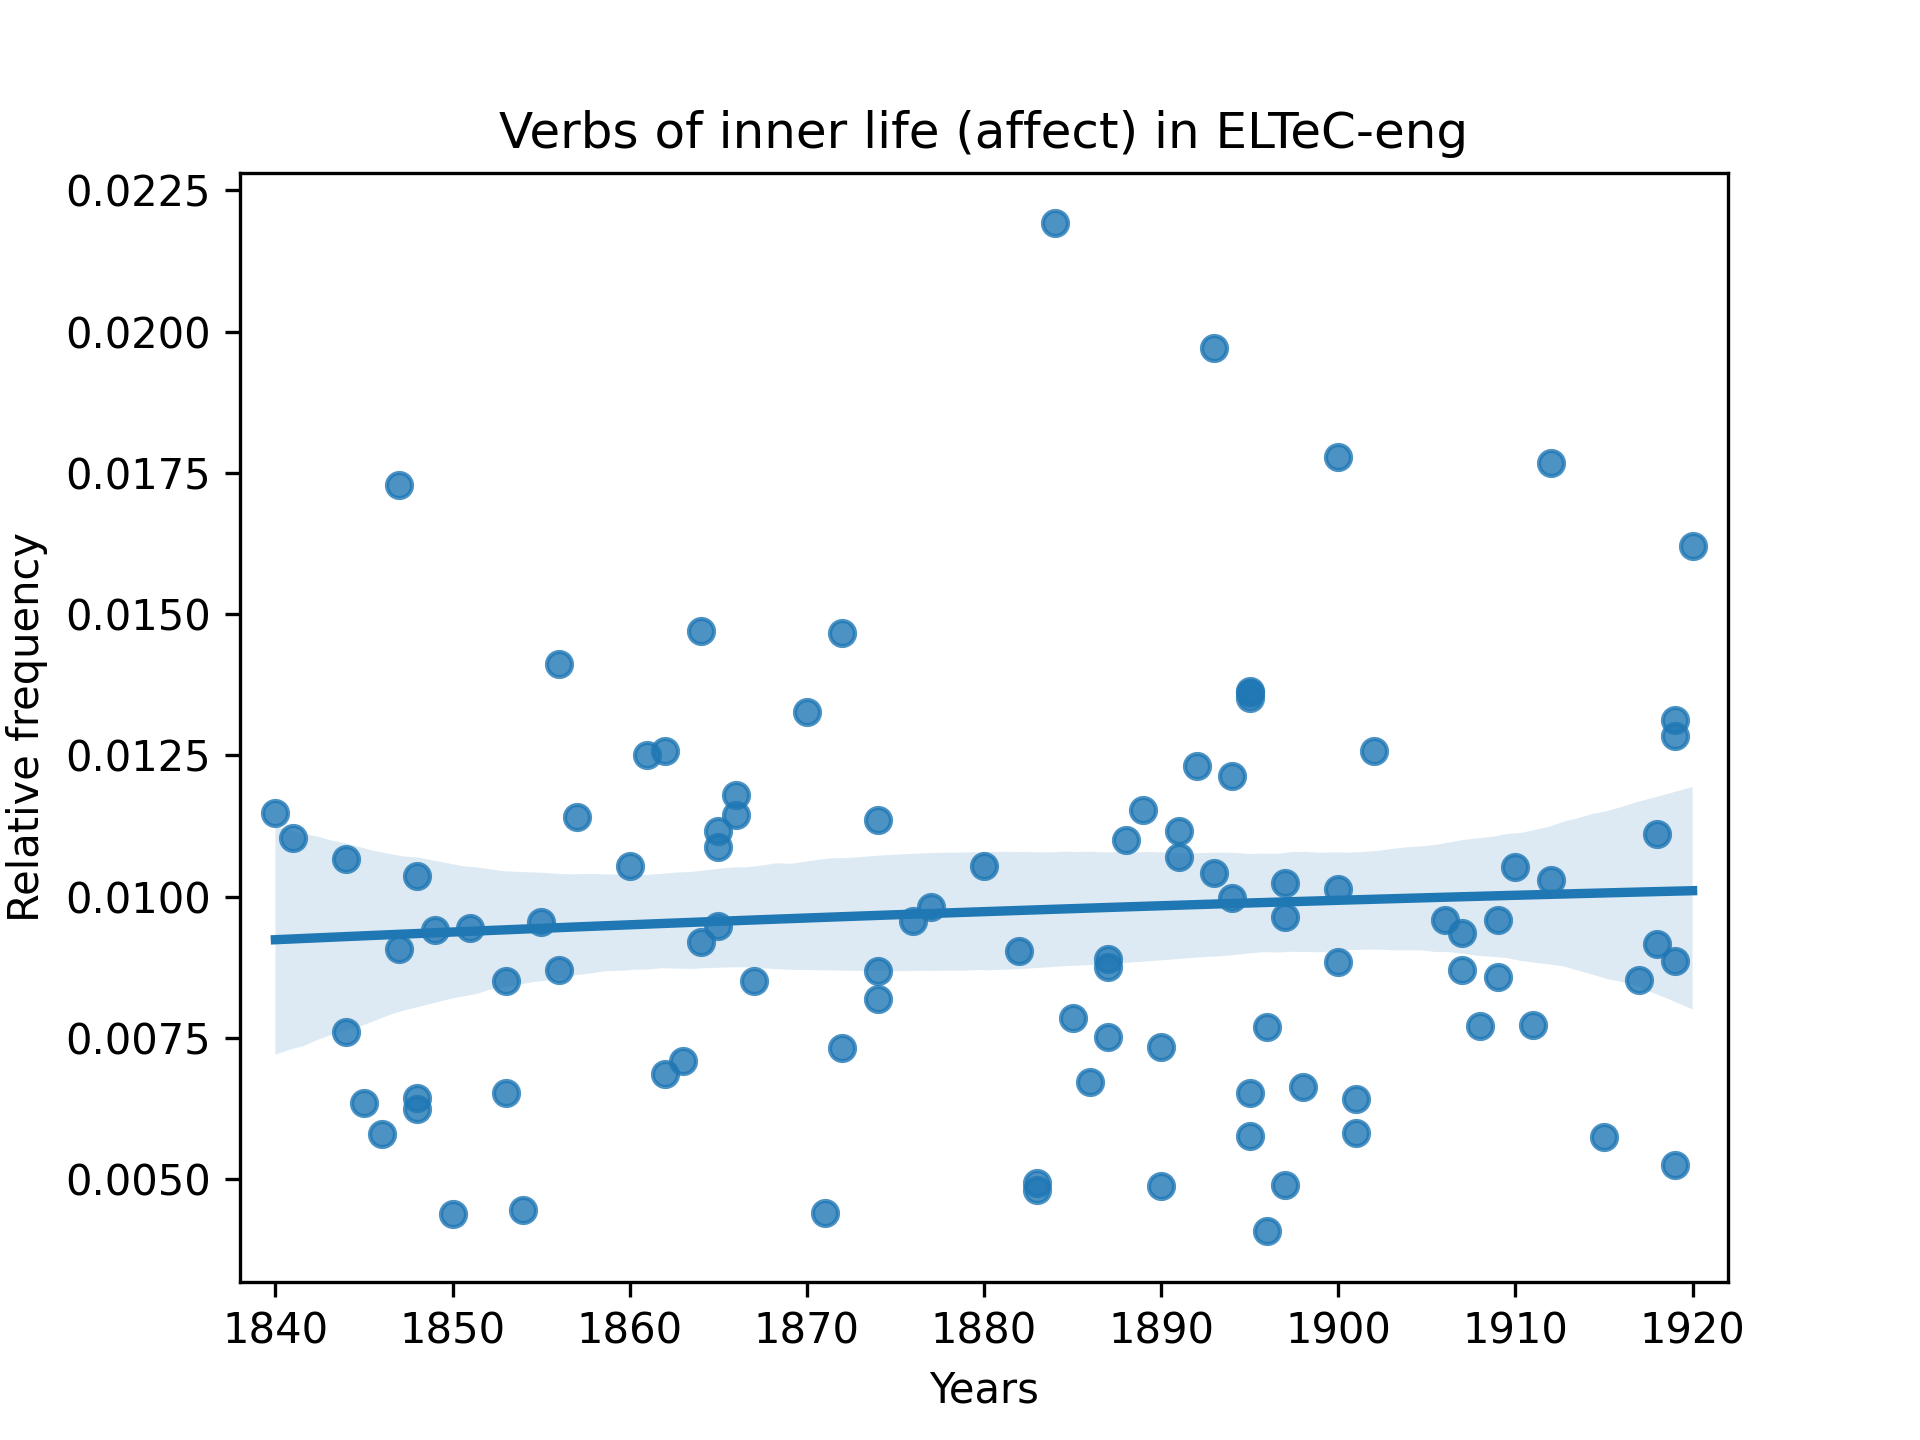 Verbs of inner life (affect) in ELTeC-eng
Relative frequency
0.0225
0.0200
0.0175
0.0150
0.0125
0.0100
0.0075
0.0050
1840 1850 1860 1870 1880 1890 1900 1910 1920
Years